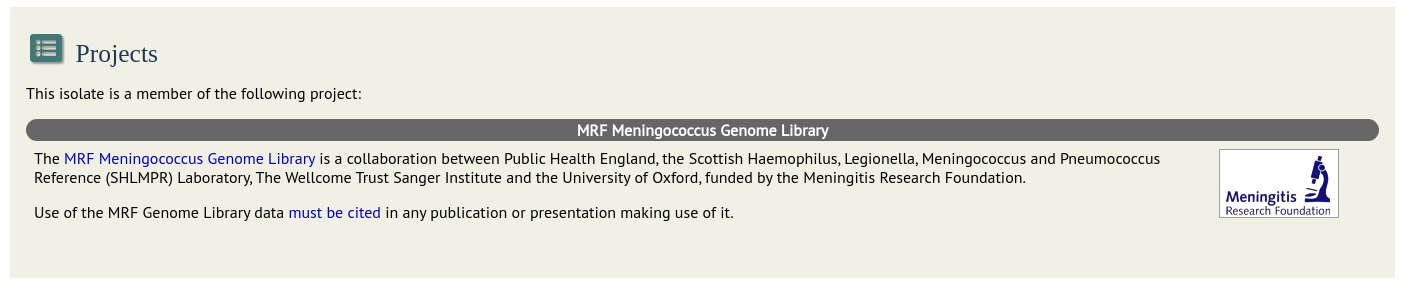 Projects
This isolate is a member of the following project:
MRF Meningococcus Genome Library
The MRF Meningococcus Genome Library is a collaboration between Public Health England, the Scottish Haemophilus, Legionella, Meningococcus and Pneumococcus
Reference (SHLMPR) Laboratory, The Wellcome Trust Sanger Institute and the University of Oxford, funded by the Meningitis Research Foundation.
Use of the MRF Genome Library data must be cited in any publication or presentation making use of it.
Meningitis
Research Foundation